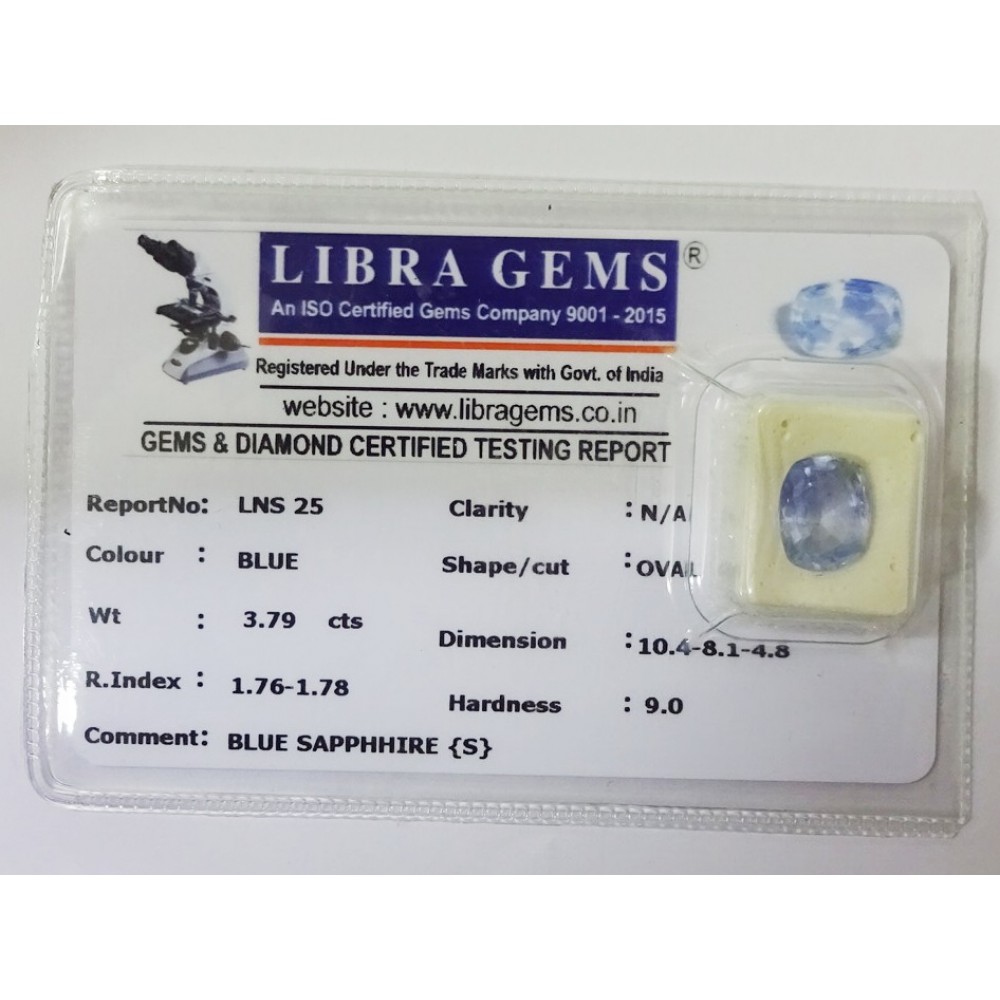 LIBRA GEMS ®
An ISO Certified Gems Company 9001 - 2015
Registered Under the Trade Marks with Govt. of India
website : www.libragems.co.in
GEMS & DIAMOND CERTIFIED TESTING REPORT
ReportNo: LNS 25 Clarity : N/A
Colour : BLUE Shape/cut : OVAL
Wt : 3.79 cts Dimension : 10.4-8.1-4.8
R.Index : 1.76-1.78 Hardness : 9.0
Comment: BLUE SAPPHHIRE {S}